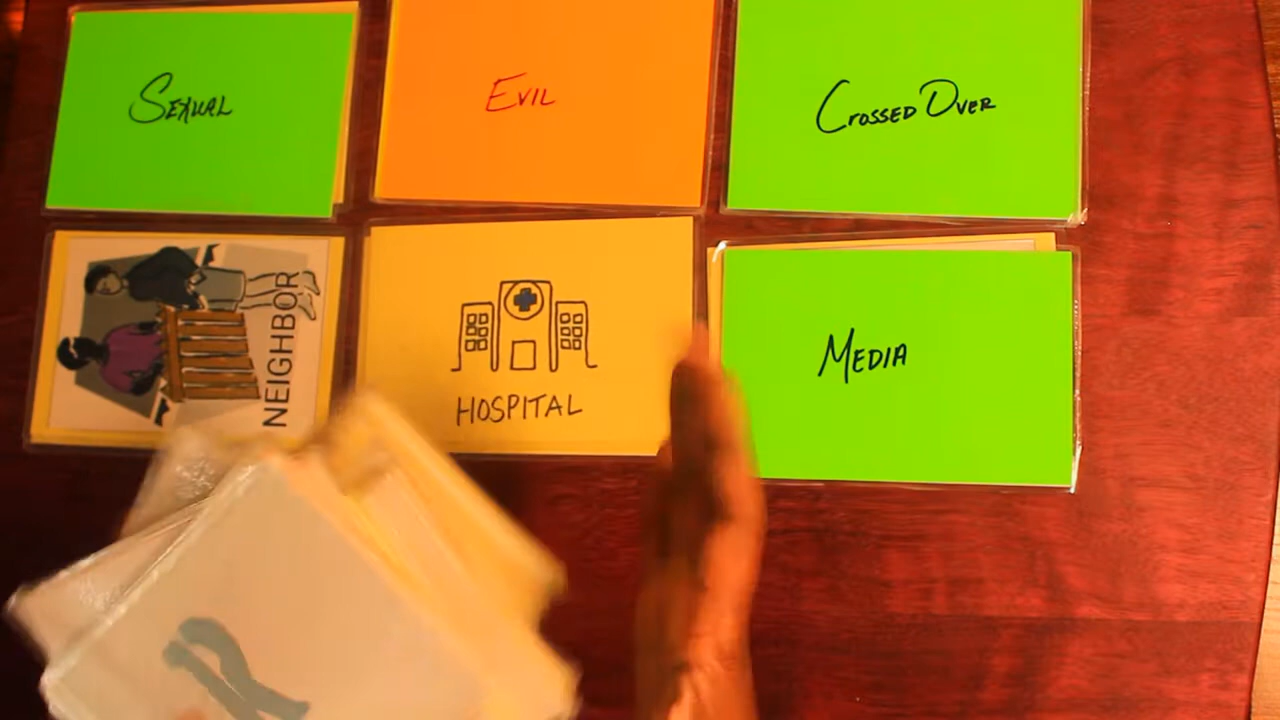 Sexual
Evil
Crossed Over
NEIGHBOR
HOSPITAL
Media